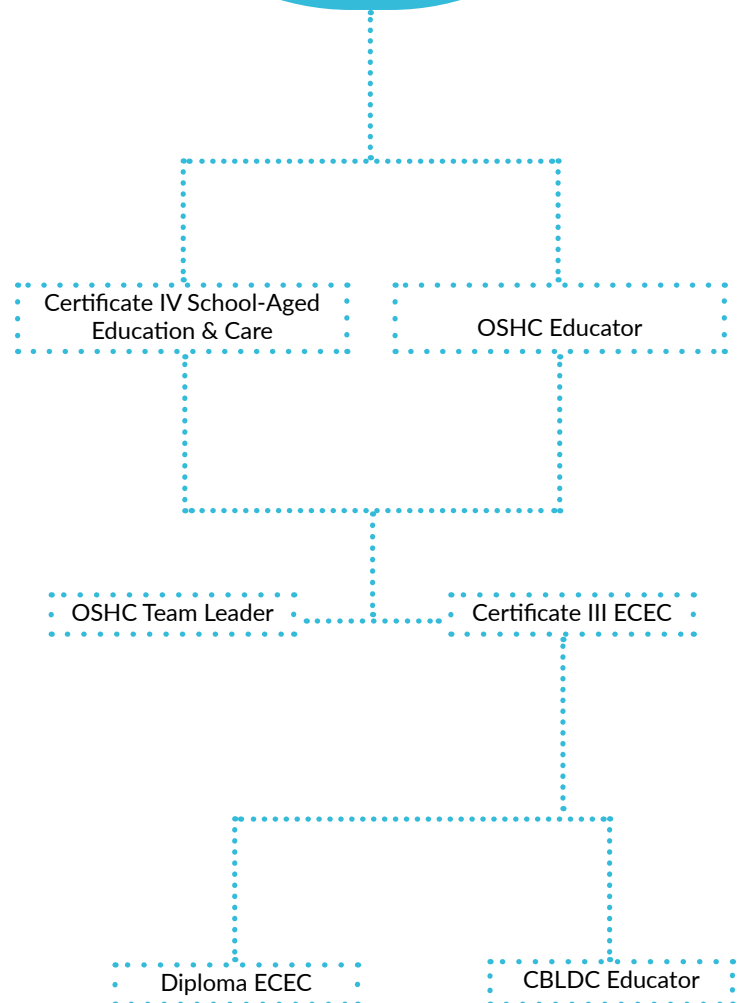 Certificate IV School-Aged
Education & Care
OSHC Educator
OSHC Team Leader
Certificate III ECEC
Diploma ECEC
CBLDC Educator